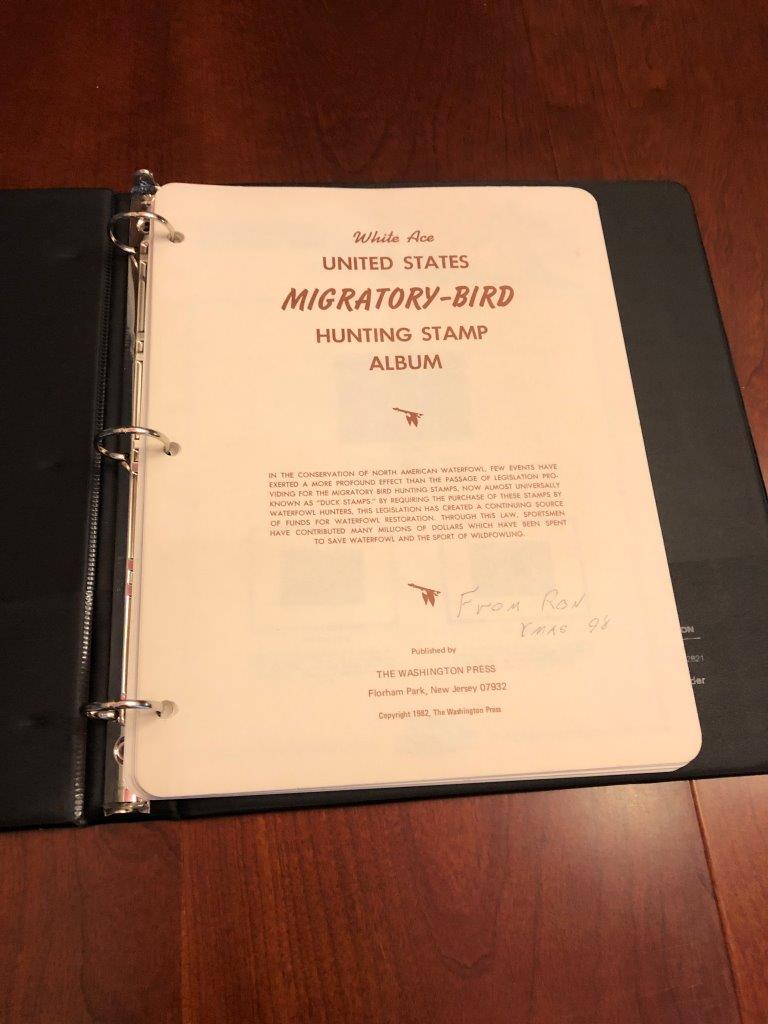 White Ace
UNITED STATES
MIGRATORY-BIRD
HUNTING STAMP
ALBUM
IN THE CONSERVATION OF NORTH AMERICAN WATERFOWL, FEW EVENTS HAVE
EXERTED A MORE PROFOUND EFFECT THAN THE PASSAGE OF LEGISLATION PRO-
VIDING FOR THE MIGRATORY BIRD HUNTING STAMPS, NOW ALMOST UNIVERSALLY
KNOWN AS "DUCK STAMPS." BY REQUIRING THE PURCHASE OF THESE STAMPS BY
WATERFOWL HUNTERS, THIS LEGISLATION HAS CREATED A CONTINUING SOURCE
OF FUNDS FOR WATERFOWL RESTORATION. THROUGH THIS LAW, SPORTSMEN
HAVE CONTRIBUTED MANY MILLIONS OF DOLLARS WHICH HAVE BEEN SPENT
TO SAVE WATERFOWL AND THE SPORT OF WILDFOWLING.
FROM RON
XMAS 98
Published by
THE WASHINGTON PRESS
Florham Park, New Jersey 07932
Copyright 1982, The Washington Press